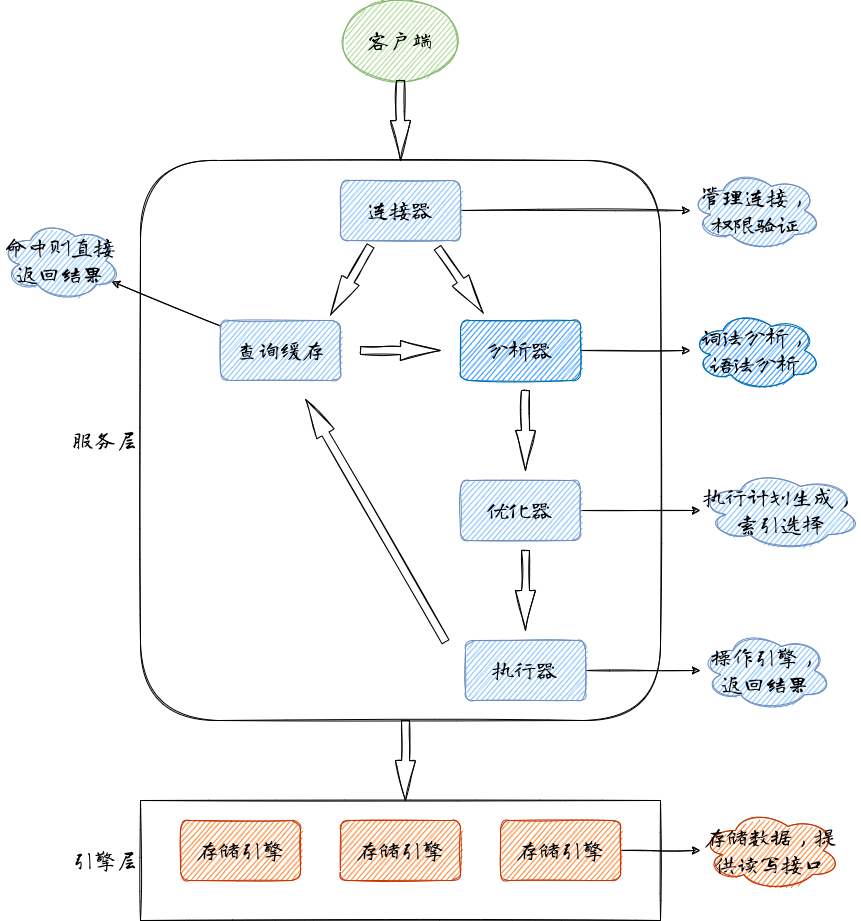 客户端
连接器
管理连接，
权限验证
命中则直接
返回结果
查询缓存
分析器
词法分析，
语法分析
服务层
优化器
执行计划生成，
索引选择
执行器
操作引擎，
返回结果
引擎层
存储引擎
存储引擎
存储引擎
存储数据，提
供读写接口